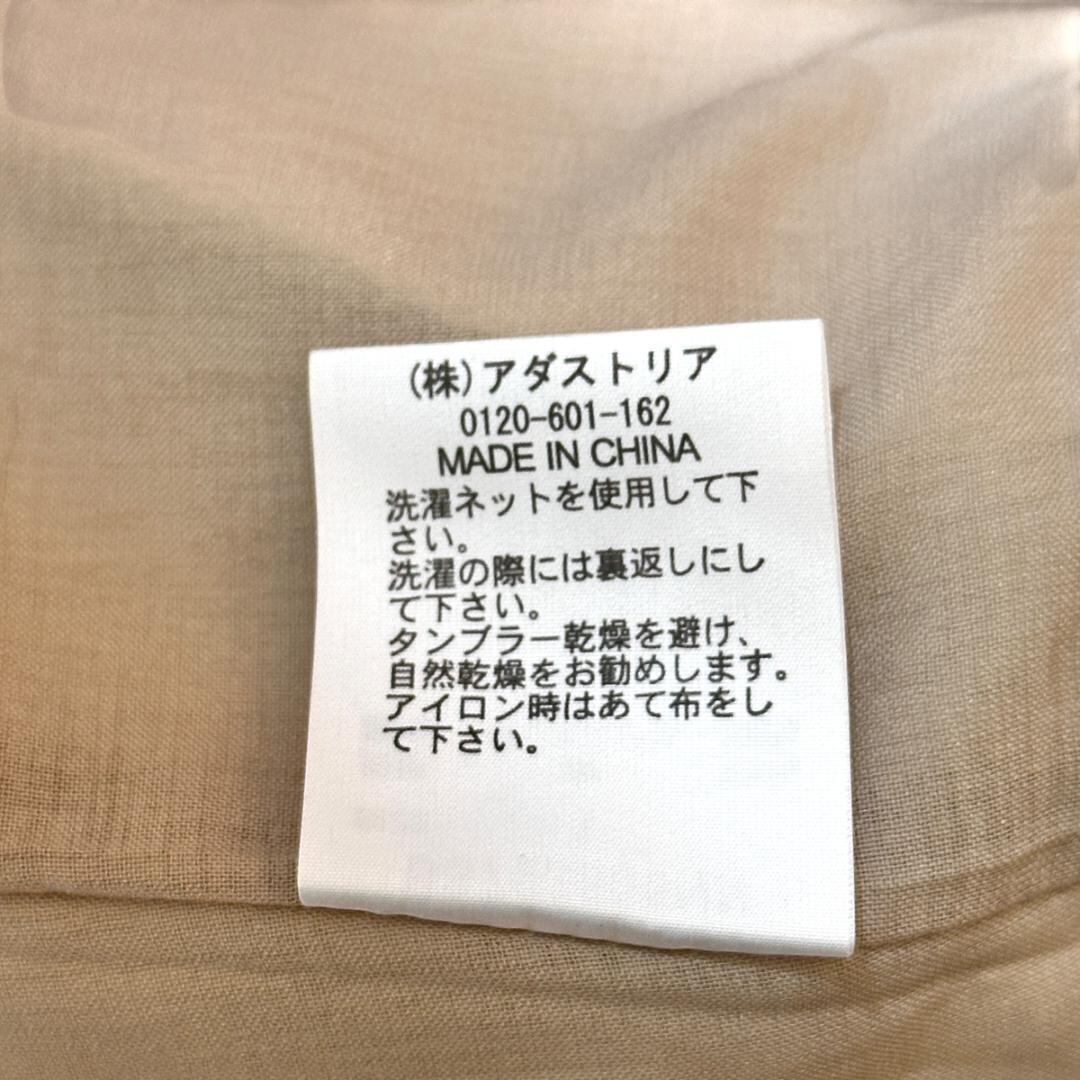 (株)アダストリア
0120-601-162
MADE IN CHINA
洗濯ネットを使用して下
さい。
洗濯の際には裏返しにし
て下さい。
タンブラー乾燥を避け、
自然乾燥をお勧めします。
アイロン時はあて布をし
て下さい。